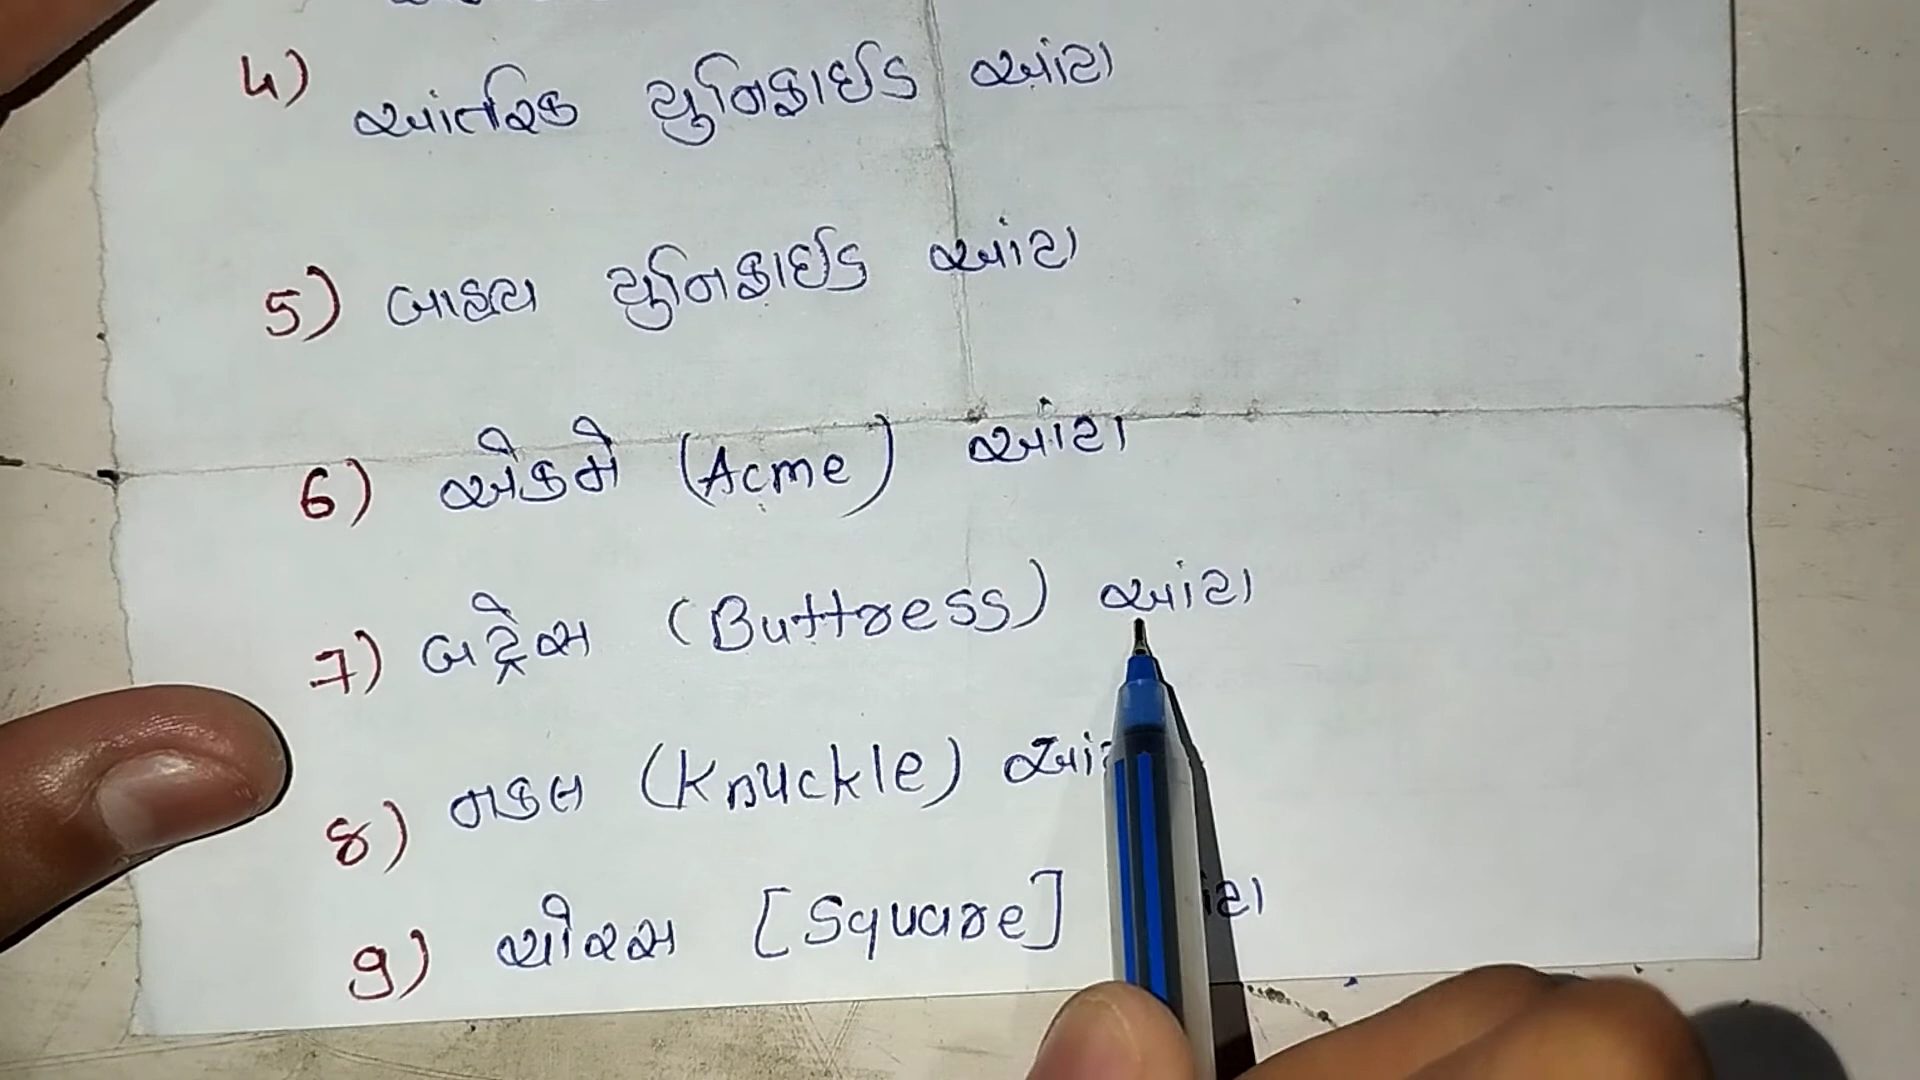 4) આંતરિક યુનિફાઈડ આંટા
5) બાહ્ય યુનિફાઈડ આંટા
6) એકમે (Acme) આંટા
7) બટ્રેસ (Buttress) આંટા
8) નકલ (Knuckle)
9) ચોરસ [Square]